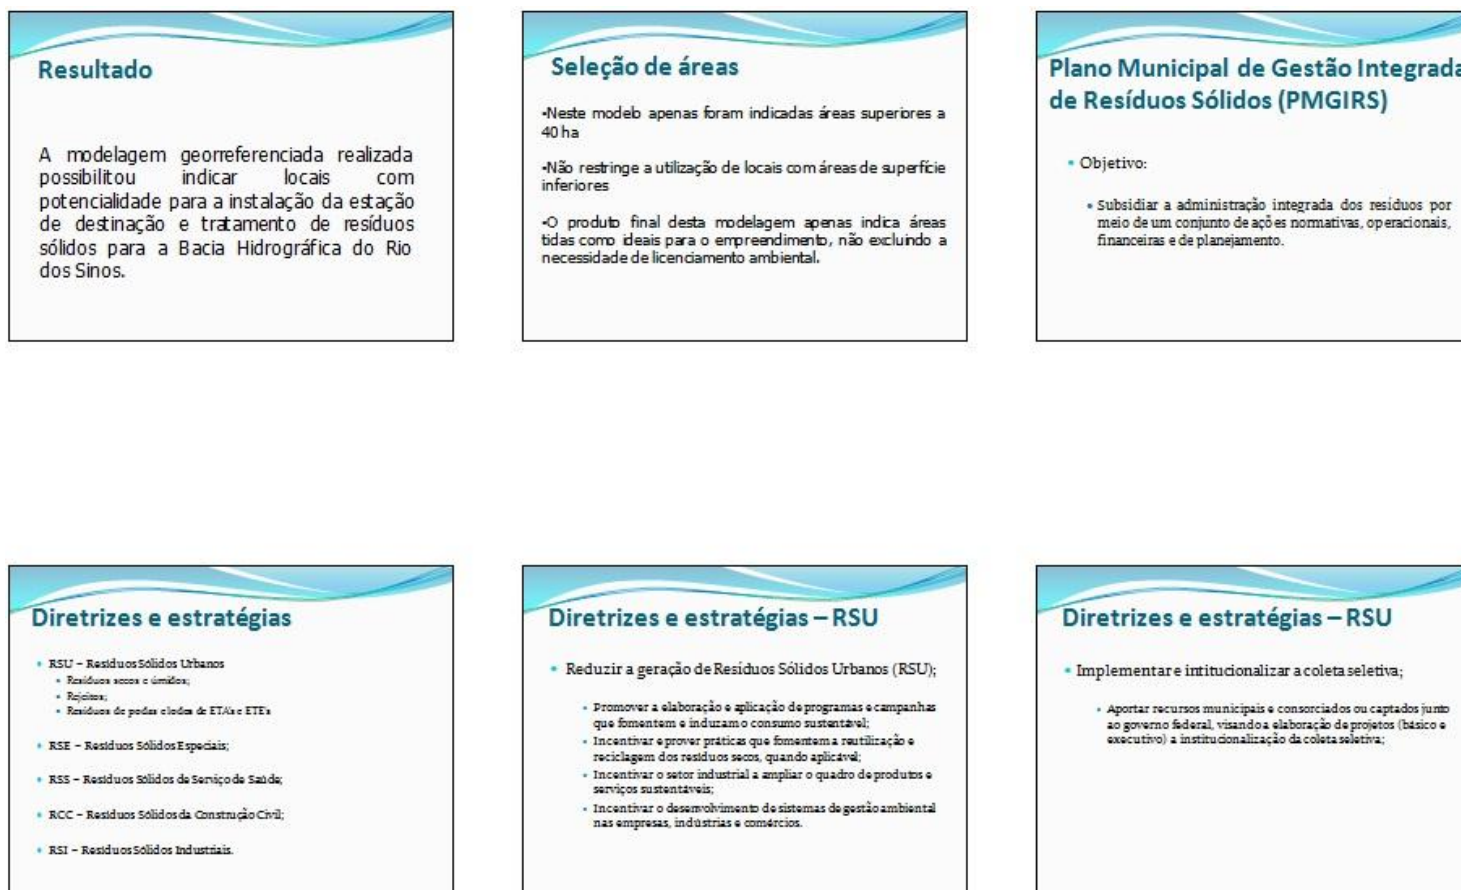 Resultado
A modelagem georreferenciada realizada
possibilitou indicar locais com
potencialidade para a instalação da estação
de destinação e tratamento de resíduos
sólidos para a Bacia Hidrográfica do Rio
dos Sinos.
Seleção de áreas
•Neste modelo apenas foram indicadas áreas superiores a
40 ha
•Não restringe a utilização de locais com áreas de superfície
inferiores
•O produto final desta modelagem apenas indica áreas
tidas como ideais para o empreendimento, não excluindo a
necessidade de licenciamento ambiental.
Plano Municipal de Gestão Integrada
de Resíduos Sólidos (PMGIRS)
• Objetivo:
• Subsidiar a administração integrada dos resíduos por
meio de um conjunto de ações normativas, operacionais,
financeiras e de planejamento.
Diretrizes e estratégias
• RSU – Resíduos Sólidos Urbanos
• Resíduos secos e úmidos;
• Rejeitos;
• Resíduos de podas e lodos de ETA's e ETE's
• RSE – Resíduos Sólidos Especiais;
• RSS – Resíduos Sólidos de Serviço de Saúde;
• RCC – Resíduos Sólidos da Construção Civil;
• RSI – Resíduos Sólidos Industriais.
Diretrizes e estratégias – RSU
• Reduzir a geração de Resíduos Sólidos Urbanos (RSU);
• Promover a elaboração e aplicação de programas e campanhas
que fomentem e induzam o consumo sustentável;
• Incentivar e prover práticas que fomentem a reutilização e
reciclagem dos resíduos secos, quando aplicável;
• Incentivar o setor industrial a ampliar o quadro de produtos e
serviços sustentáveis;
• Incentivar o desenvolvimento de sistemas de gestão ambiental
nas empresas, indústrias e comércios.
Diretrizes e estratégias – RSU
• Implementar e intitucionalizar a coleta seletiva;
• Aportar recursos municipais e consorciados ou captados junto
ao governo federal, visando a elaboração de projetos (básico e
executivo) a institucionalização da coleta seletiva;